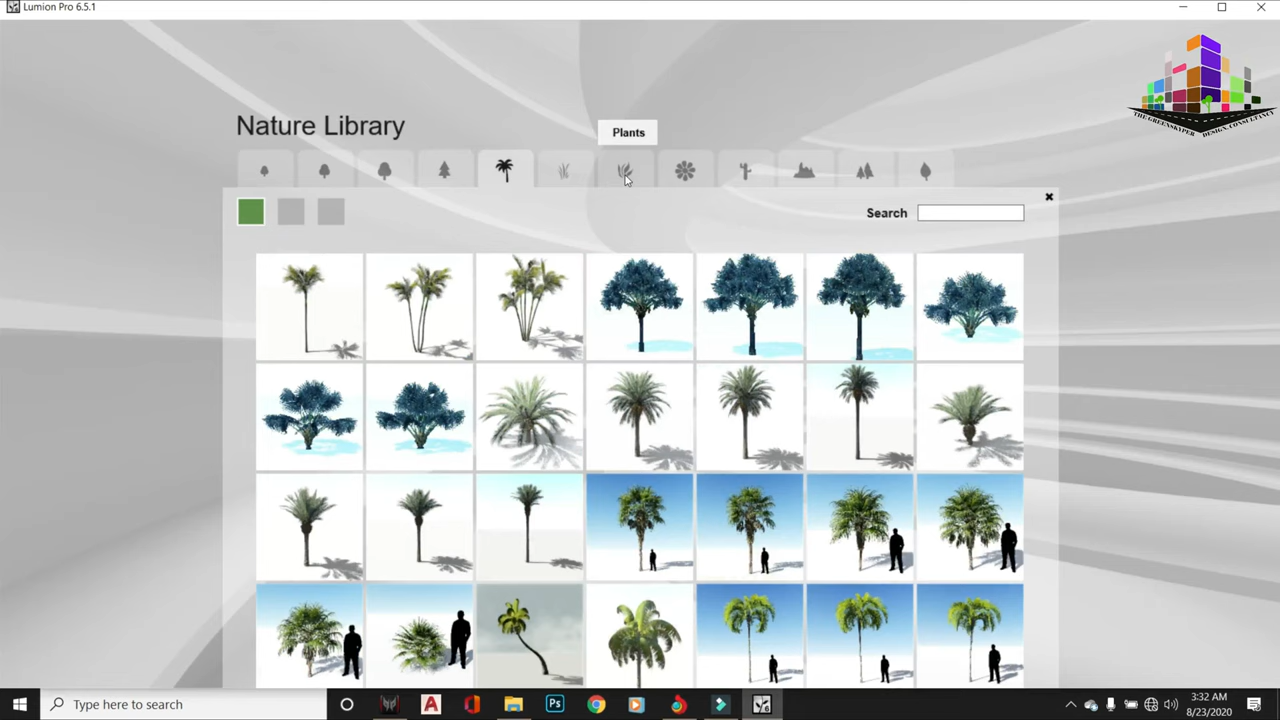 Lumion Pro 6.5.1
THE GREENSKYPER DESIGN CONSULTANCY
Plants
Nature Library
Search
Type here to search
A
Ps
3:32 AM
8/23/2020